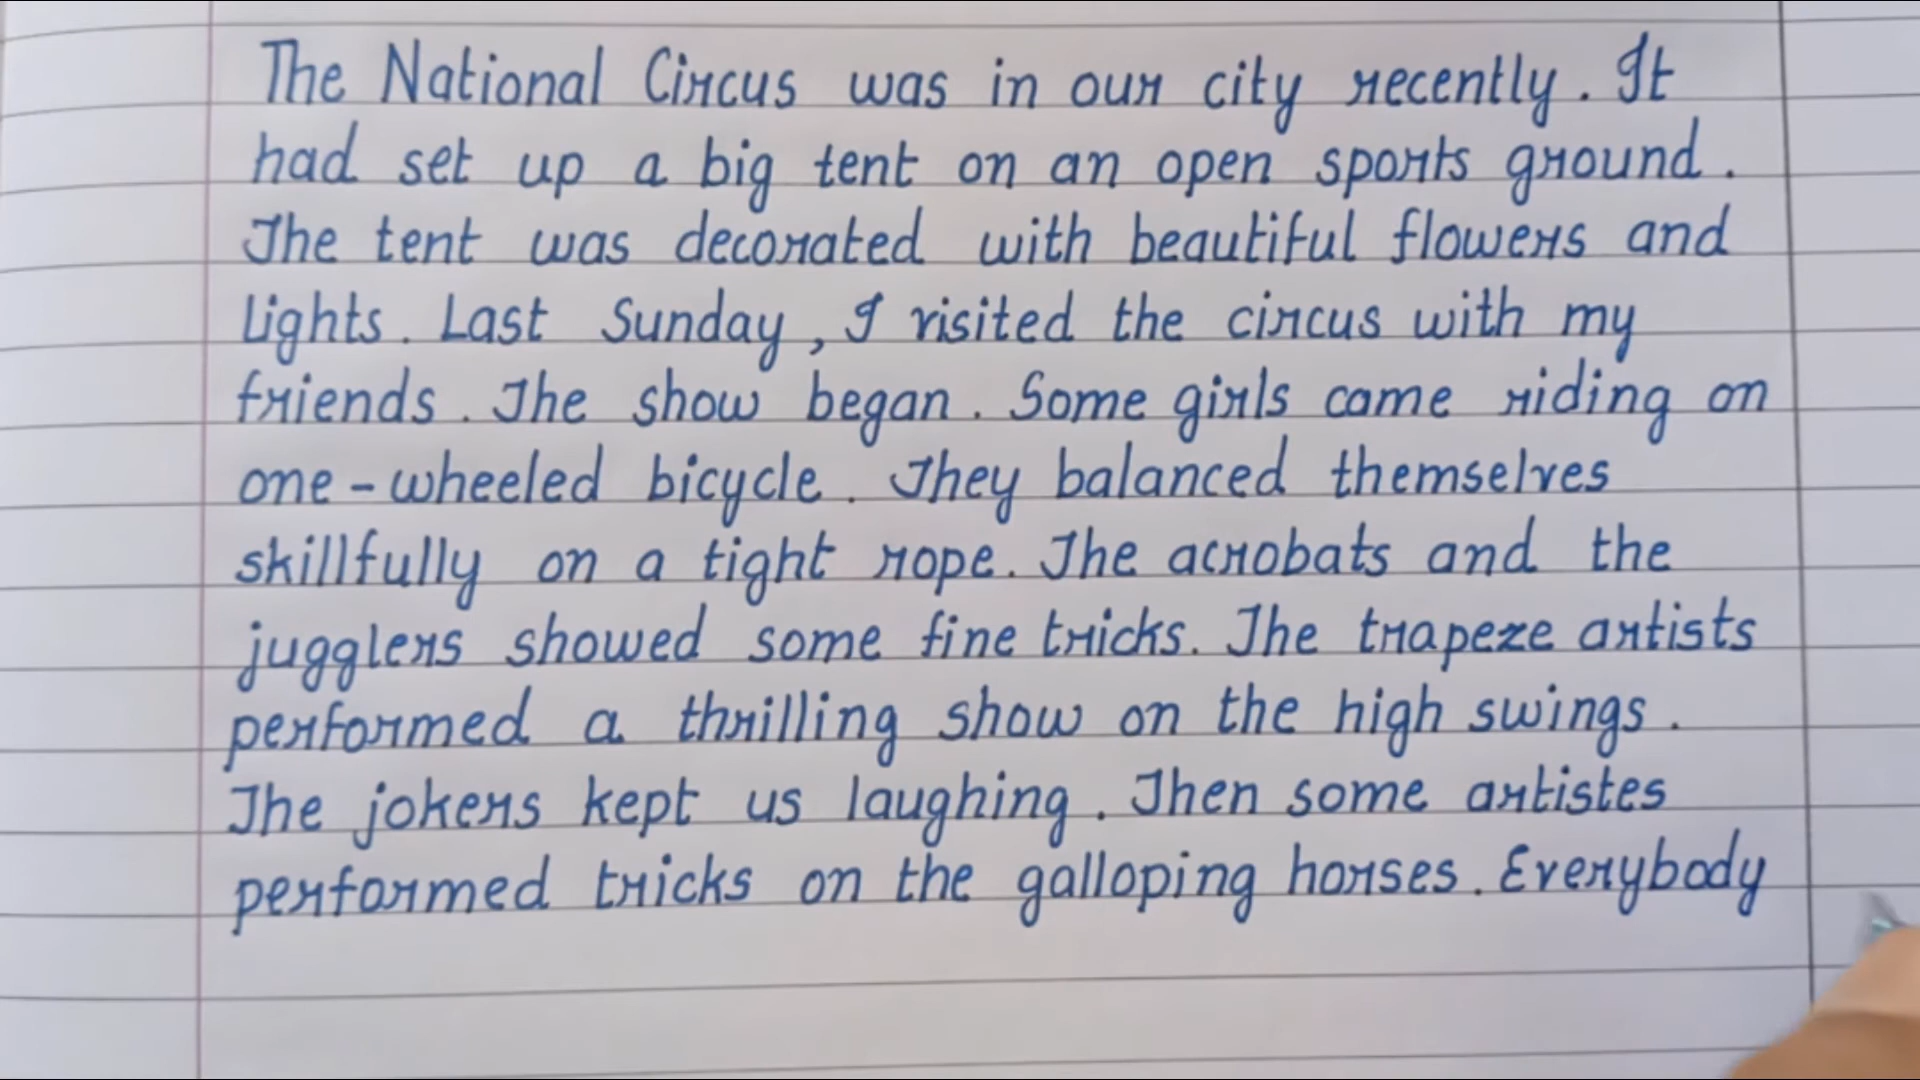 The National Circus was in our city recently. It
had set up a big tent on an open sports ground.
The tent was decorated with beautiful flowers and
lights. Last Sunday, I visited the circus with my
friends. The show began. Some girls came riding on
one-wheeled bicycle. They balanced themselves
skillfully on a tight rope. The acrobats and the
jugglers showed some fine tricks. The trapeze artists
performed a thrilling show on the high swings.
The jokers kept us laughing. Then some artistes
performed tricks on the galloping horses. Everybody